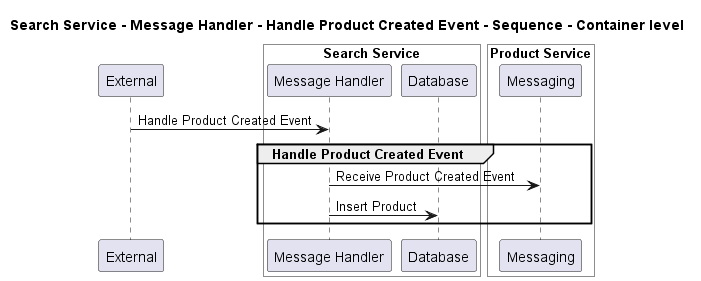 Search Service - Message Handler - Handle Product Created Event - Sequence - Container level
Search Service
Product Service
External
Message Handler
Database
Messaging
Handle Product Created Event
Handle Product Created Event
Receive Product Created Event
Insert Product
External
Message Handler
Database
Messaging